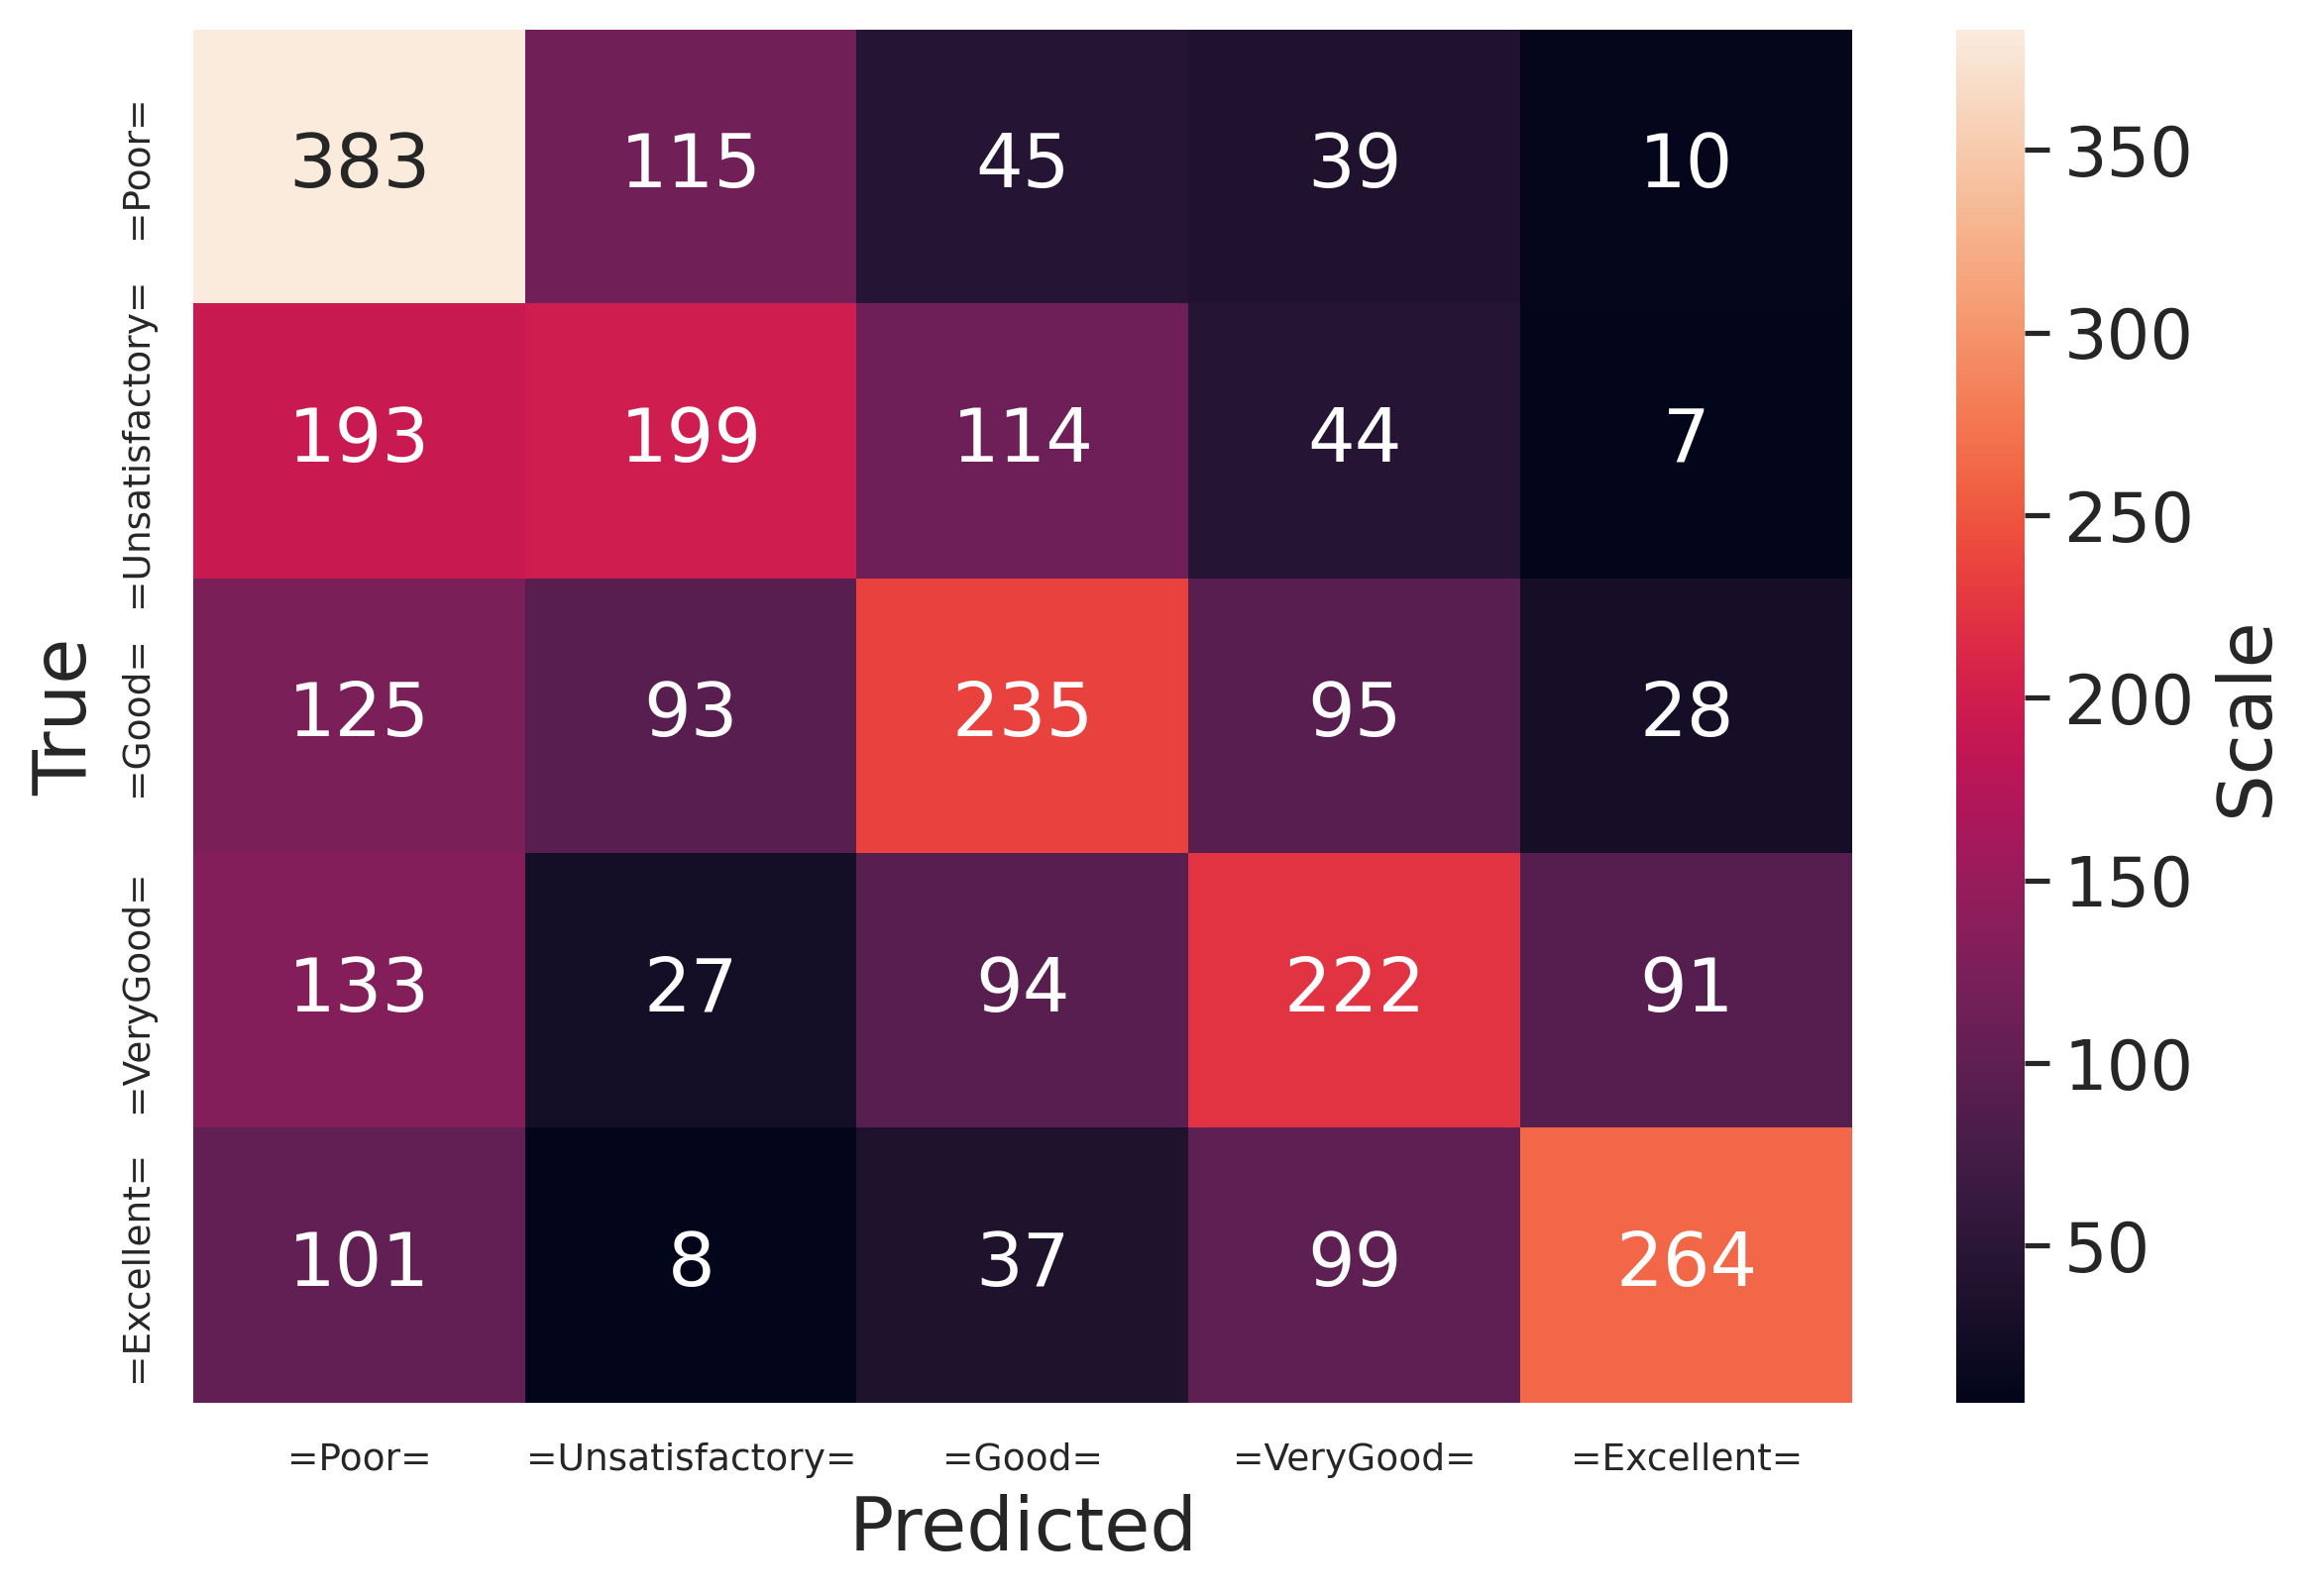 True
=Poor=
383 115 45 39 10
=Unsatisfactory=
193 199 114 44 7
=Good=
125 93 235 95 28
=VeryGood=
133 27 94 222 91
=Excellent=
101 8 37 99 264
=Poor= =Unsatisfactory= =Good= =VeryGood= =Excellent=
Predicted
350
300
250
200
150
100
50
Scale